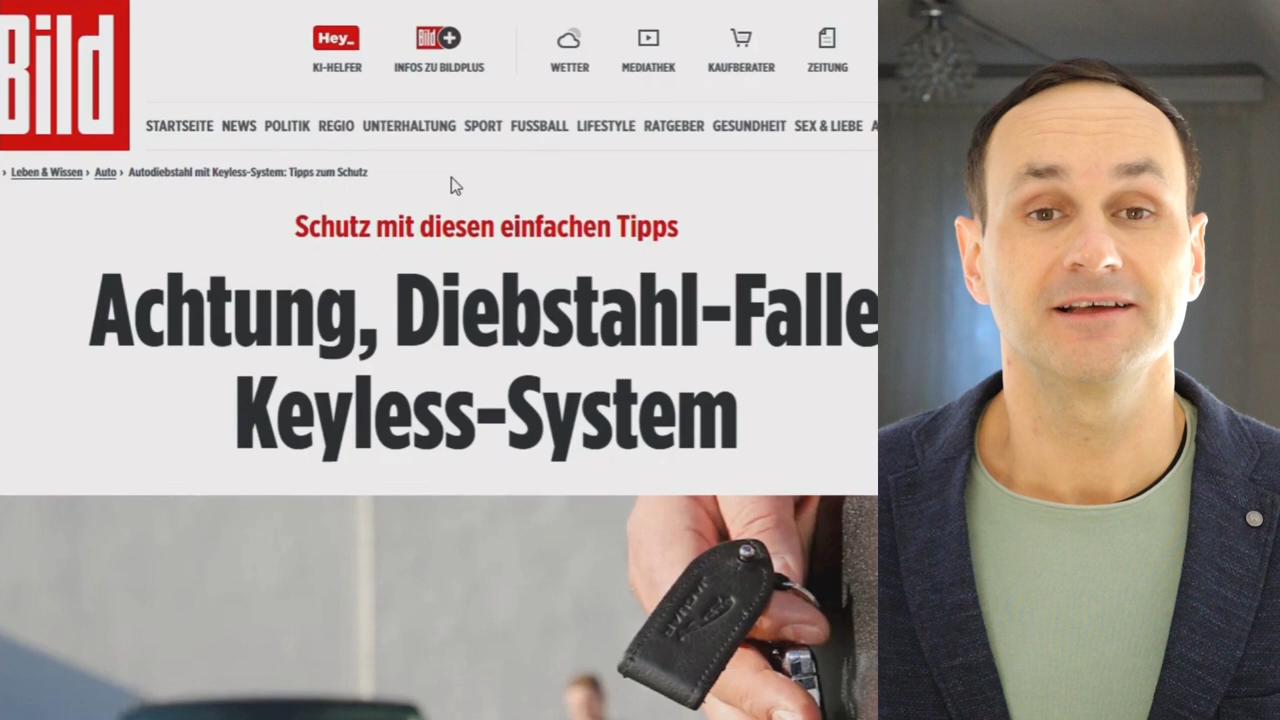 Bild
Hey_
Bild+
KI-HELFER
INFOS ZU BILDPLUS
WETTER
MEDIATHEK
KAUFBERATER
ZEITUNG
STARTSEITE NEWS POLITIK REGIO UNTERHALTUNG SPORT FUSSBALL LIFESTYLE RATGEBER GESUNDHEIT SEX & LIEBE A
› Leben & Wissen › Auto › Autodiebstahl mit Keyless-System: Tipps zum Schutz
Schutz mit diesen einfachen Tipps
Achtung, Diebstahl-Falle
Keyless-System
JAGUAR